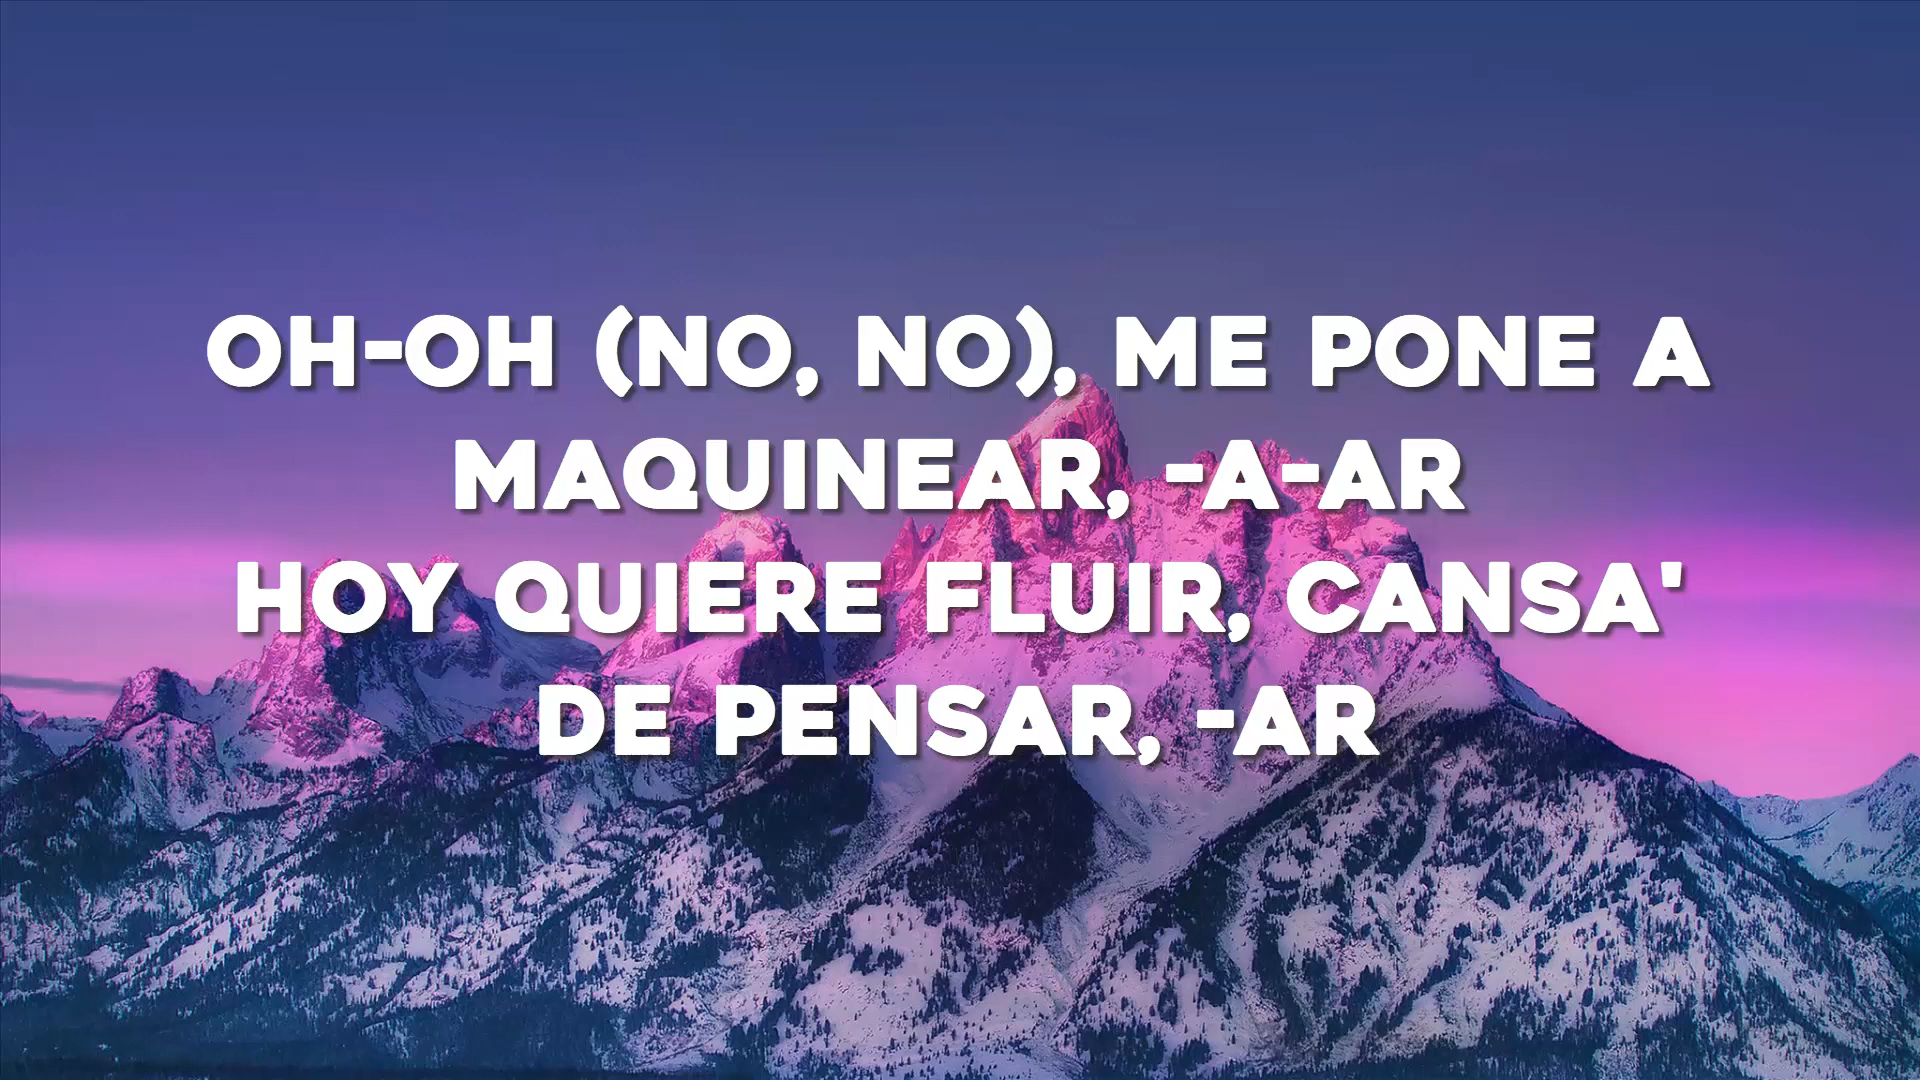 OH-OH (NO, NO), ME PONE A
MAQUINEAR, -A-AR
HOY QUIERE FLUIR, CANSA'
DE PENSAR, -AR